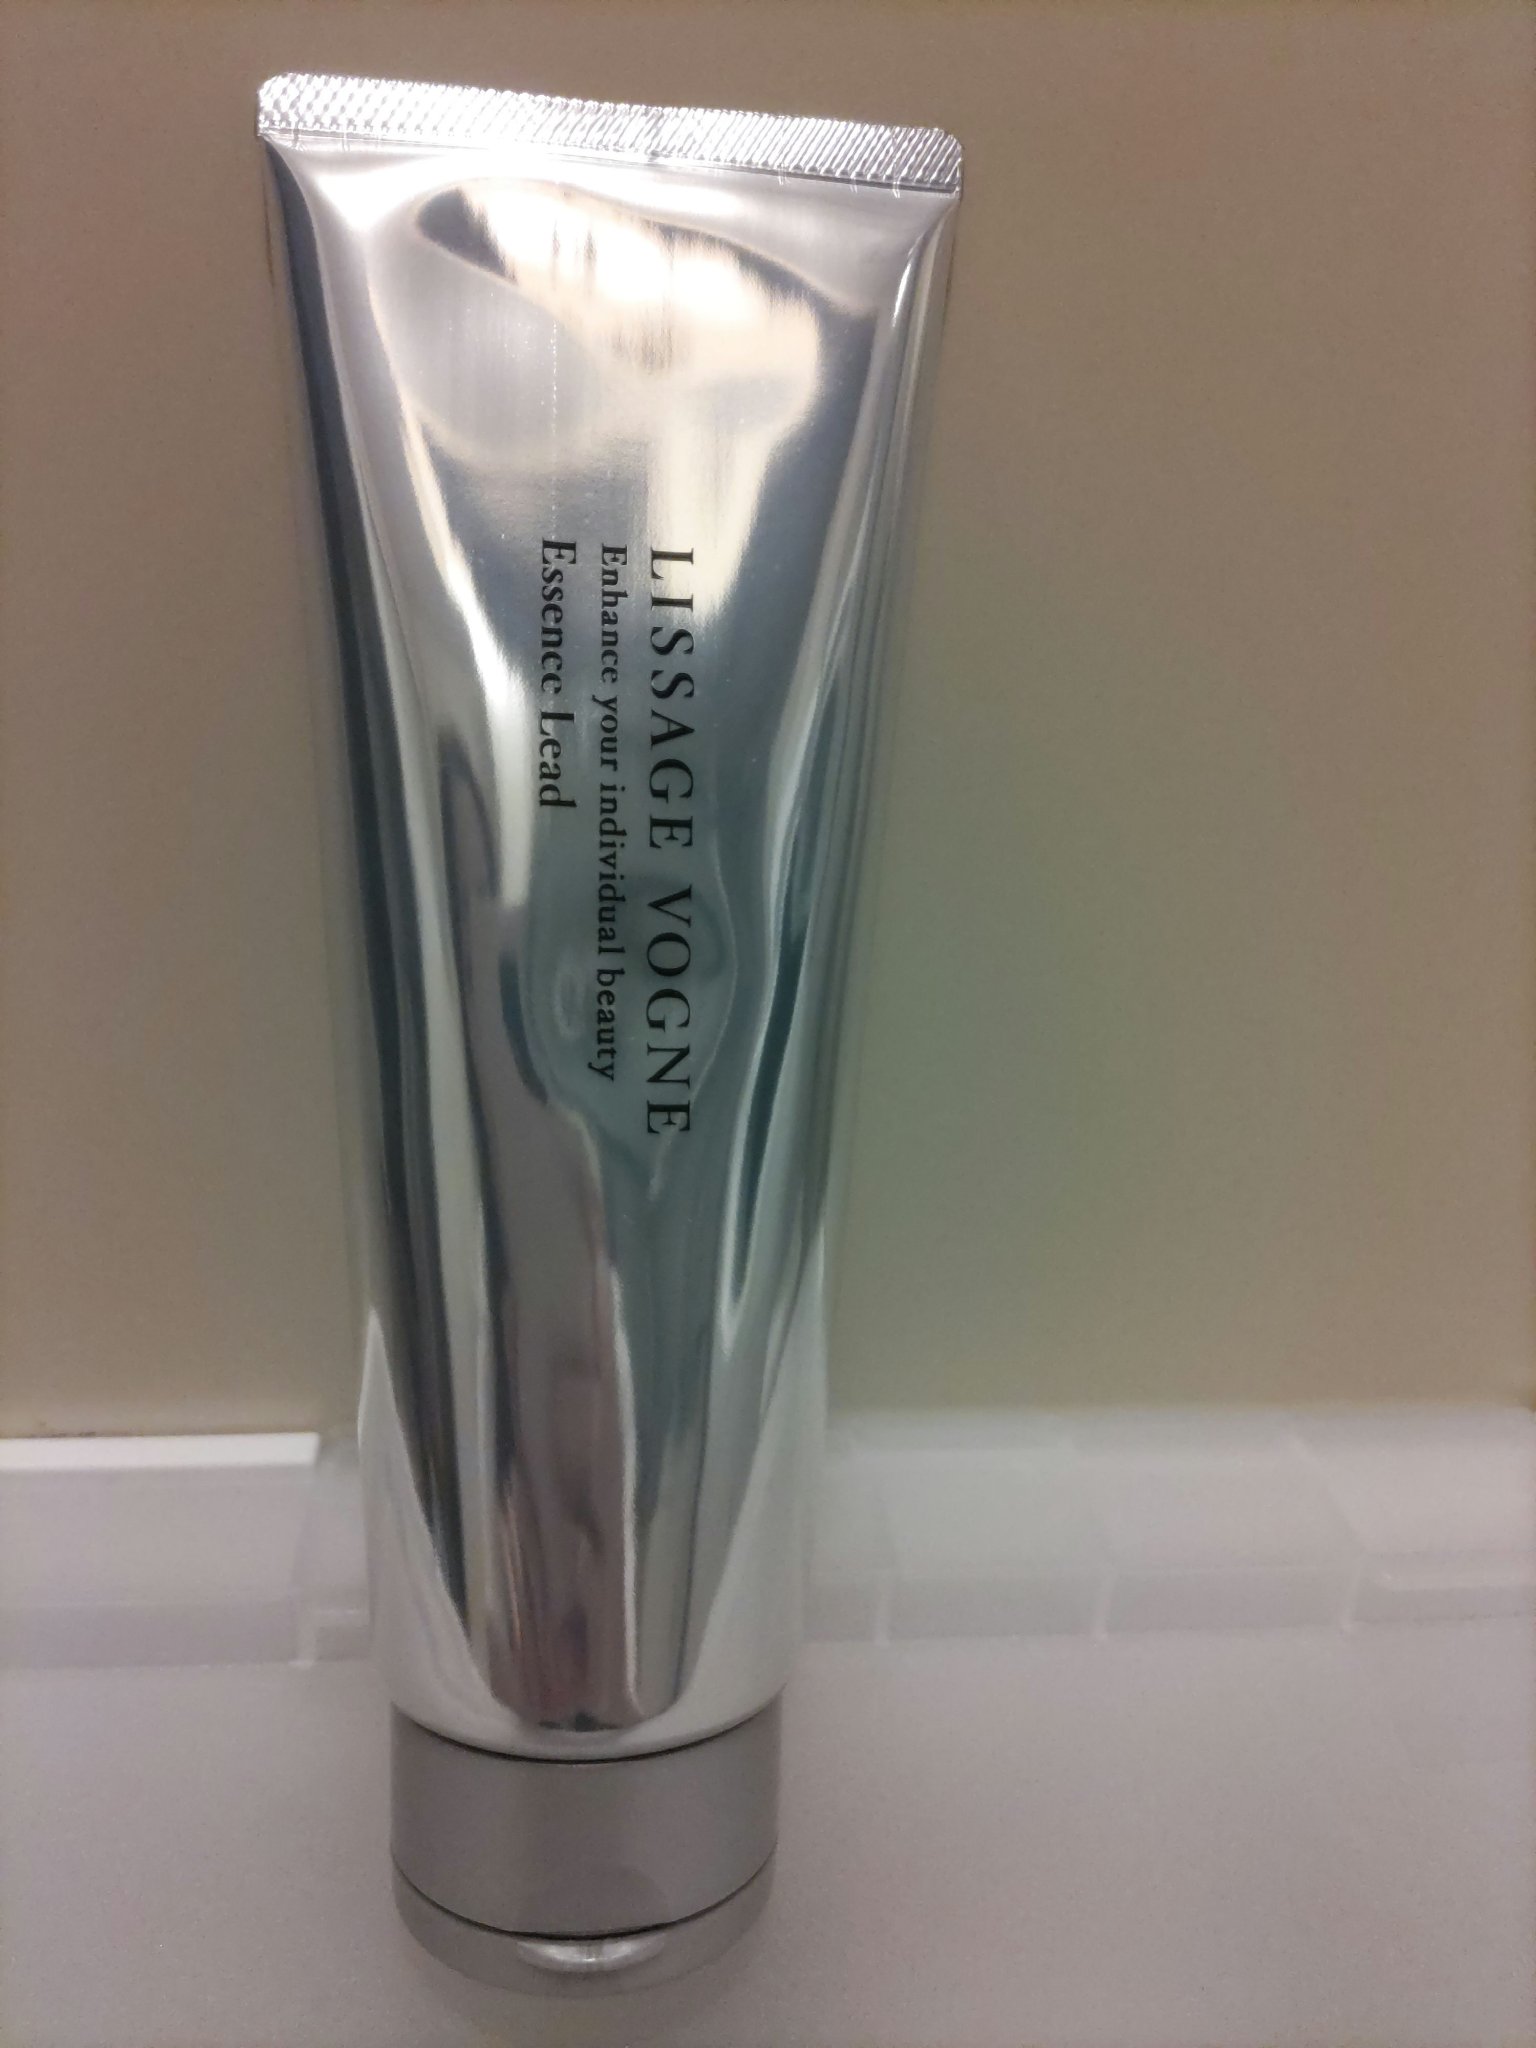 LISSAGE VOGNE
Enhance your individual beauty
Essence Lead